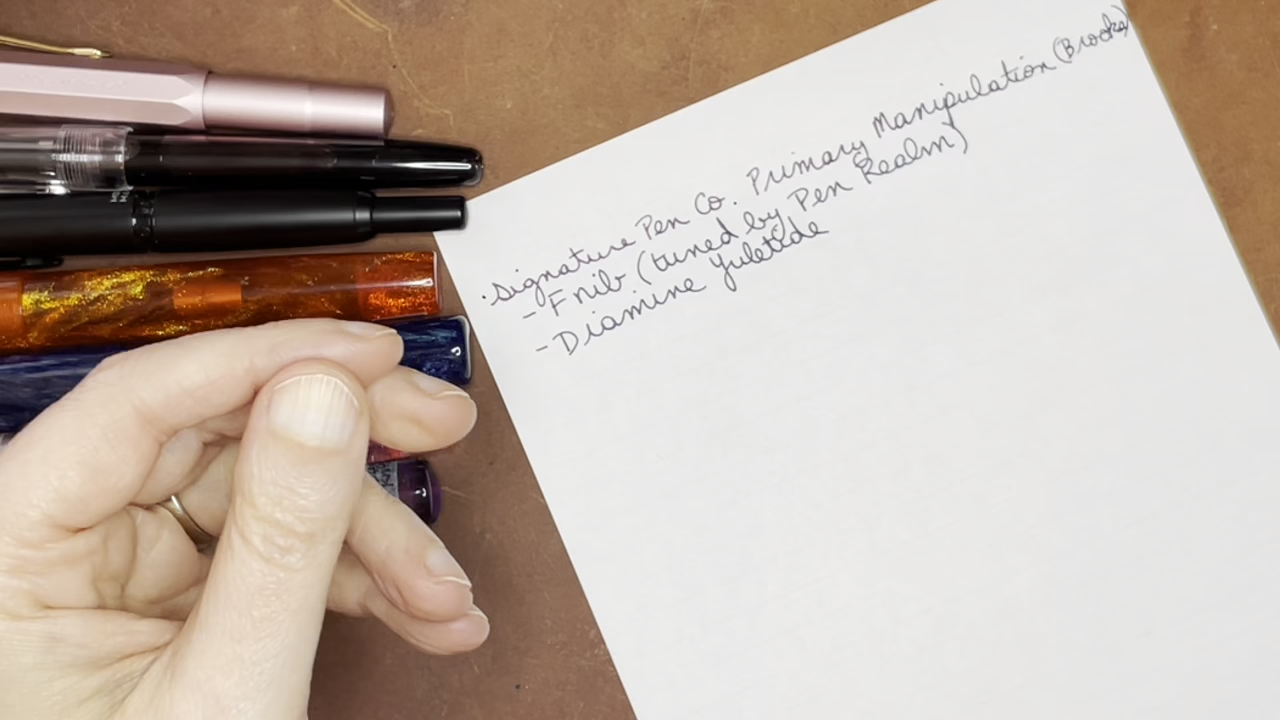 · Signature Pen Co. Primary Manipulation (Brooks)
- F nib (tuned by Pen Realm)
- Diamine Yuletide